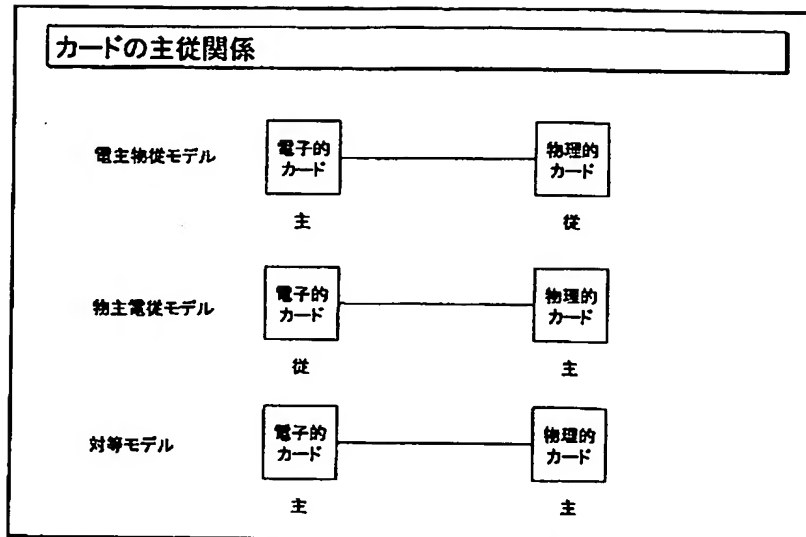 カードの主従関係
電主物従モデル
電子的
カード
物理的
カード
主
従
物主電従モデル
電子的
カード
物理的
カード
従
主
対等モデル
電子的
カード
物理的
カード
主
主